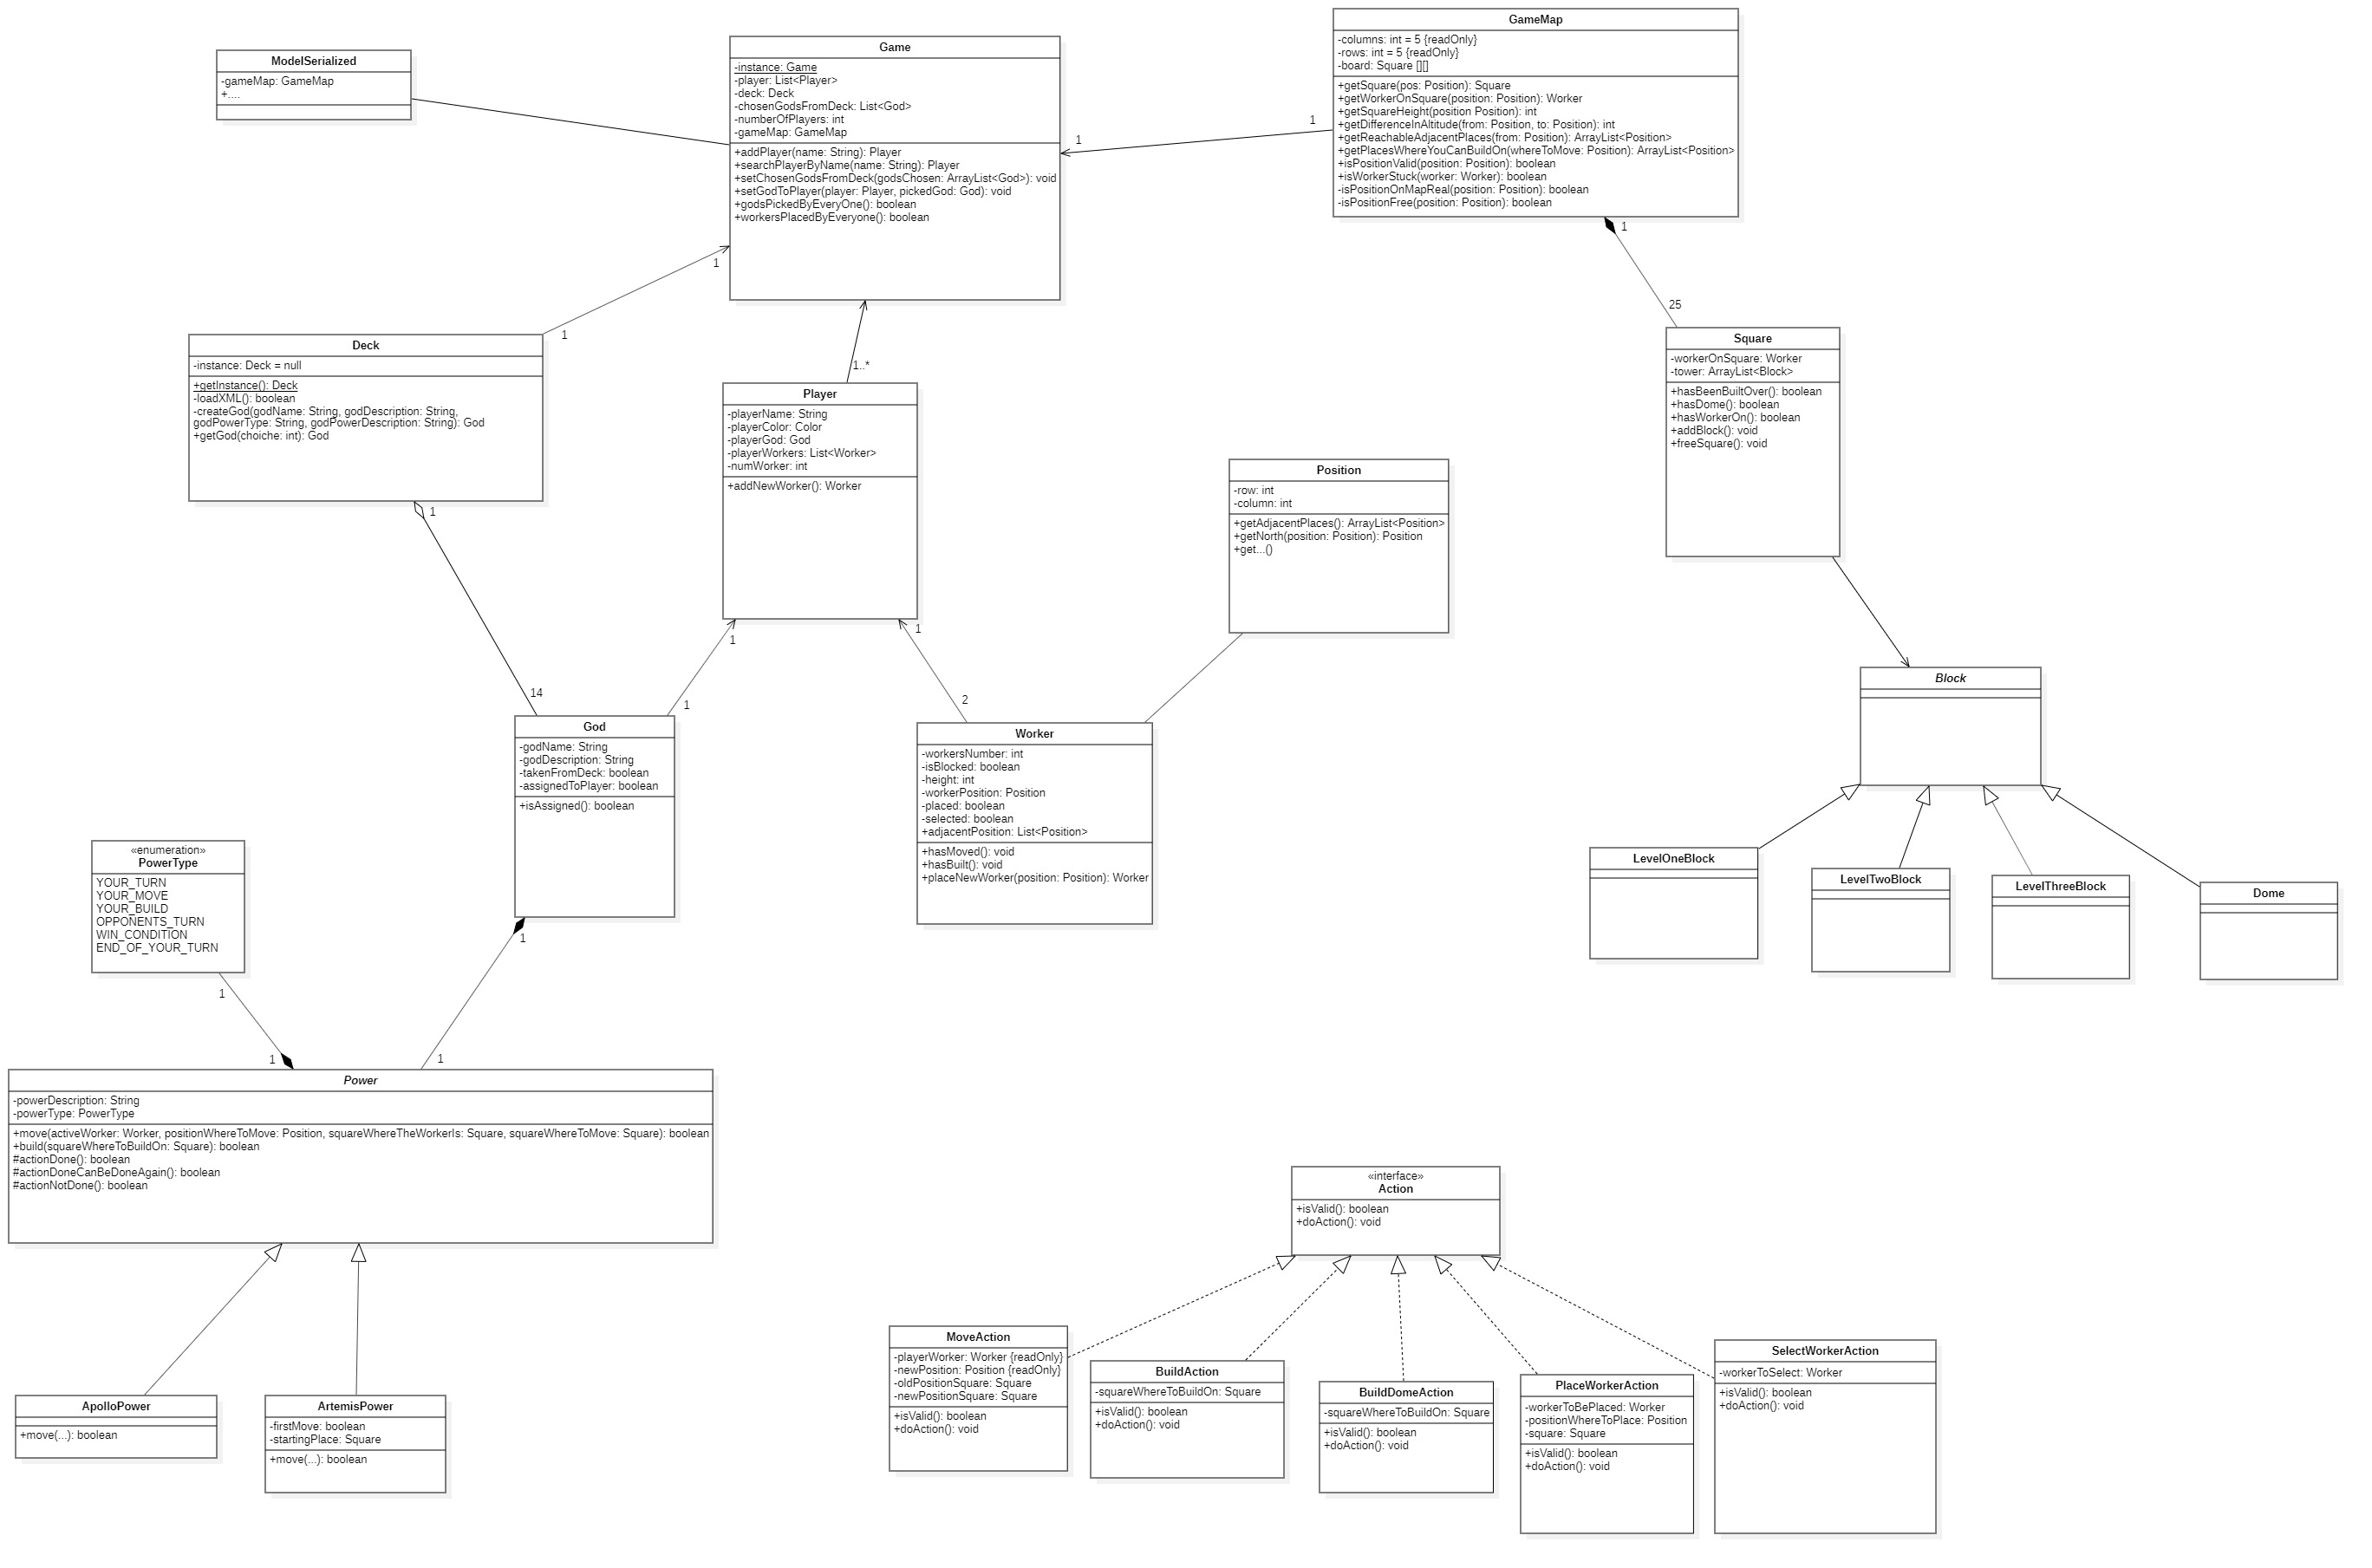 ModelSerialized
-gameMap: GameMap
+....
Game
-instance: Game
-player: List<Player>
-deck: Deck
-chosenGodsFromDeck: List<God>
-numberOfPlayers: int
-gameMap: GameMap
+addPlayer(name: String): Player
+searchPlayerByName(name: String): Player
+setChosenGodsFromDeck(godsChosen: ArrayList<God>): void
+setGodToPlayer(player: Player, pickedGod: God): void
+godsPickedByEveryOne(): boolean
+workersPlacedByEveryone(): boolean
GameMap
-columns: int = 5 {readOnly}
-rows: int = 5 {readOnly}
-board: Square [][]
+getSquare(pos: Position): Square
+getWorkerOnSquare(position: Position): Worker
+getSquareHeight(position Position): int
+getDifferenceInAltitude(from: Position, to: Position): int
+getReachableAdjacentPlaces(from: Position): ArrayList<Position>
+getPlacesWhereYouCanBuildOn(whereToMove: Position): ArrayList<Position>
+isPositionValid(position: Position): boolean
+isWorkerStuck(worker: Worker): boolean
-isPositionOnMapReal(position: Position): boolean
-isPositionFree(position: Position): boolean
1
1
1
25
1
1
1..*
Deck
-instance: Deck = null
+getInstance(): Deck
-loadXML(): boolean
-createGod(godName: String, godDescription: String,
godPowerType: String, godPowerDescription: String): God
+getGod(choiche: int): God
Player
-playerName: String
-playerColor: Color
-playerGod: God
-playerWorkers: List<Worker>
-numWorker: int
+addNewWorker(): Worker
Position
-row: int
-column: int
+getAdjacentPlaces(): ArrayList<Position>
+getNorth(position: Position): Position
+get...()
Square
-workerOnSquare: Worker
-tower: ArrayList<Block>
+hasBeenBuiltOver(): boolean
+hasDome(): boolean
+hasWorkerOn(): boolean
+addBlock(): void
+freeSquare(): void
1
14
1
1
1
2
God
-godName: String
-godDescription: String
-takenFromDeck: boolean
-assignedToPlayer: boolean
+isAssigned(): boolean
Worker
-workersNumber: int
-isBlocked: boolean
-height: int
-workerPosition: Position
-placed: boolean
-selected: boolean
+adjacentPosition: List<Position>
+hasMoved(): void
+hasBuilt(): void
+placeNewWorker(position: Position): Worker
Block
LevelOneBlock
LevelTwoBlock
LevelThreeBlock
Dome
«enumeration»
PowerType
YOUR_TURN
YOUR_MOVE
YOUR_BUILD
OPPONENTS_TURN
WIN_CONDITION
END_OF_YOUR_TURN
1
1
1
1
Power
-powerDescription: String
-powerType: PowerType
+move(activeWorker: Worker, positionWhereToMove: Position, squareWhereTheWorkerIs: Square, squareWhereToMove: Square): boolean
+build(squareWhereToBuildOn: Square): boolean
#actionDone(): boolean
#actionDoneCanBeDoneAgain(): boolean
#actionNotDone(): boolean
ApolloPower
+move(...): boolean
ArtemisPower
-firstMove: boolean
-startingPlace: Square
+move(...): boolean
«interface»
Action
+isValid(): boolean
+doAction(): void
MoveAction
-playerWorker: Worker {readOnly}
-newPosition: Position {readOnly}
-oldPositionSquare: Square
-newPositionSquare: Square
+isValid(): boolean
+doAction(): void
BuildAction
-squareWhereToBuildOn: Square
+isValid(): boolean
+doAction(): void
BuildDomeAction
-squareWhereToBuildOn: Square
+isValid(): boolean
+doAction(): void
PlaceWorkerAction
-workerToBePlaced: Worker
-positionWhereToPlace: Position
-square: Square
+isValid(): boolean
+doAction(): void
SelectWorkerAction
-workerToSelect: Worker
+isValid(): boolean
+doAction(): void